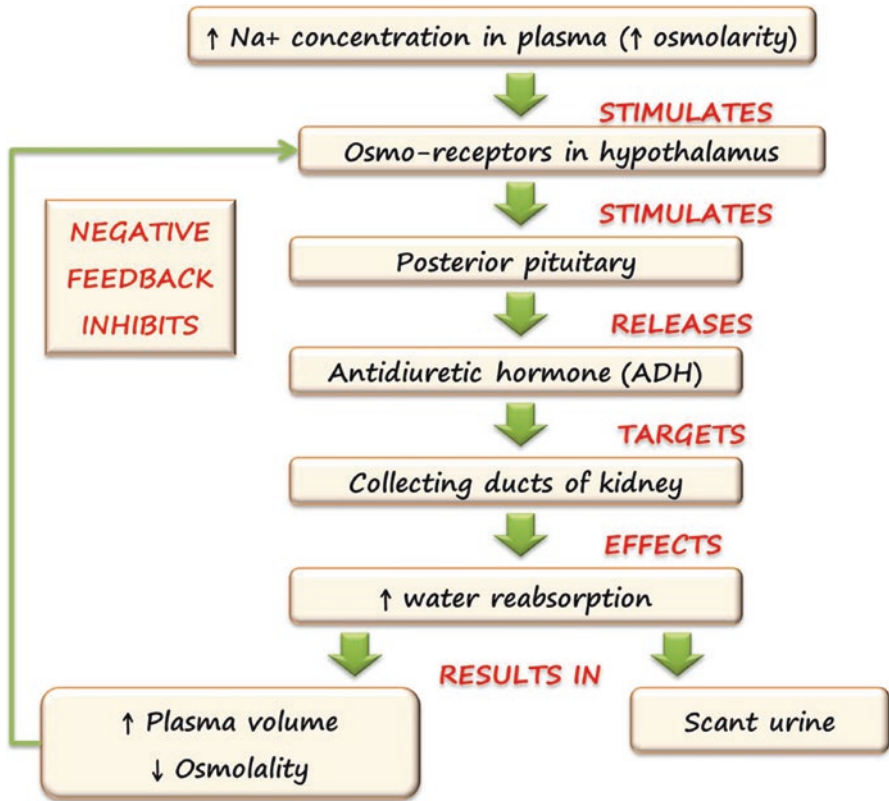 ↑ Na+ concentration in plasma (↑ osmolarity)
STIMULATES
Osmo-receptors in hypothalamus
STIMULATES
NEGATIVE
FEEDBACK
INHIBITS
Posterior pituitary
RELEASES
Antidiuretic hormone (ADH)
TARGETS
Collecting ducts of kidney
EFFECTS
↑ water reabsorption
RESULTS IN
↑ Plasma volume
↓ Osmolality
Scant urine